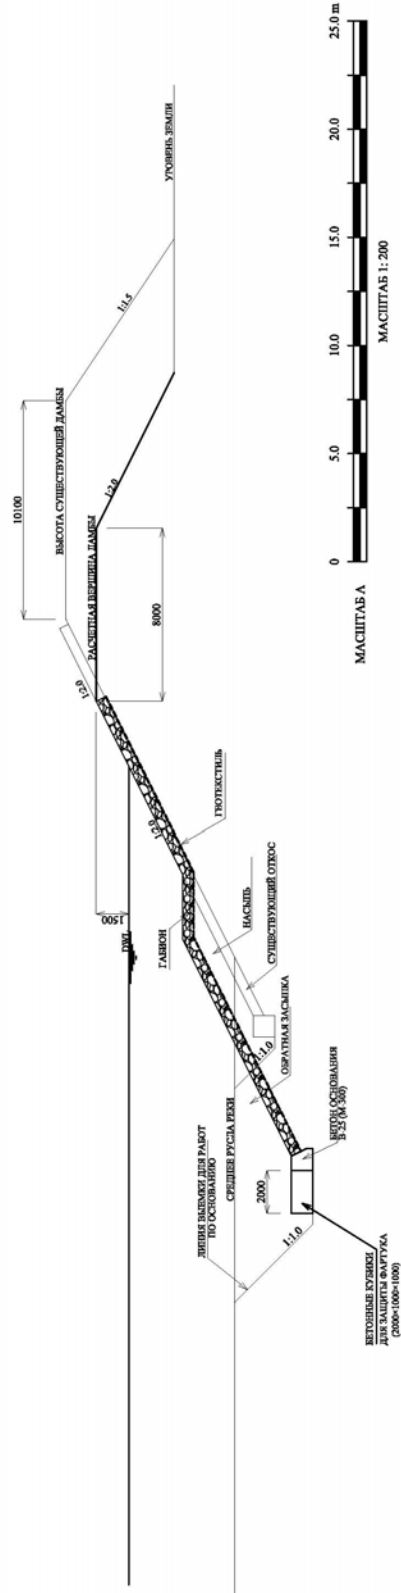 10100
ВЫСОТА СУЩЕСТВУЮЩЕЙ ДАМБЫ
1:1.5
УРОВЕНЬ ЗЕМЛИ
1:2.0
РАСЧЕТНАЯ ВЕРШИНА ДАМБЫ
1:2.0
8000
1500
DWL
1:2.0
ГАБИОН
ГИОТЕКСТИЛЬ
НАСЫПЬ
СУЩЕСТВУЮЩИЙ ОТКОС
СРЕДНЕЕ РУСЛА РЕКИ
1:1.0
ОБРАТНАЯ ЗАСЫПКА
ЛИНИЯ ВЫЕМКИ ДЛЯ РАБОТ
ПО ОСНОВАНИЮ
2000
БЕТОН ОСНОВАНИЯ
В-25 (М 300)
1:1.0
БЕТОННЫЕ КУБИКИ
ДЛЯ ЗАЩИТЫ ФАРТУКА
(2000×1000×1000)
0 5.0 10.0 15.0 20.0 25.0 m
МАСШТАБ А
МАСШТАБ 1: 200